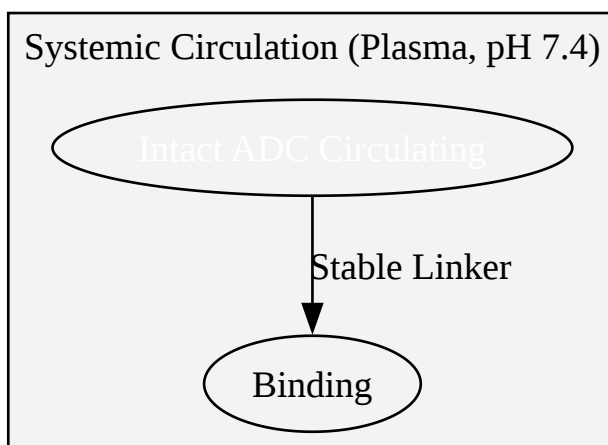 Systemic Circulation (Plasma, pH 7.4)
Intact ADC Circulating
Stable Linker
Binding